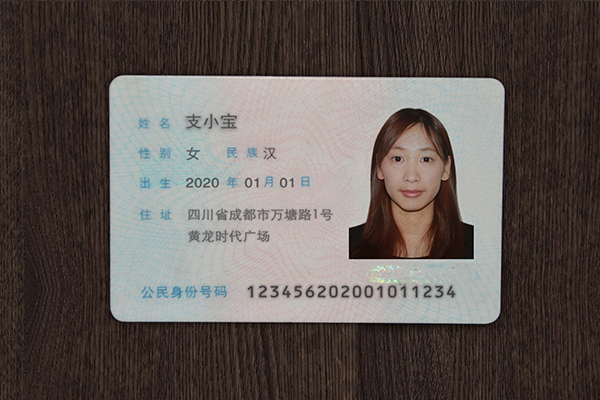 姓名 支小宝
性别 女 民族 汉
出生 2020 年 01 月 01 日
住址 四川省成都市万塘路1号
黄龙时代广场
公民身份号码 123456202001011234